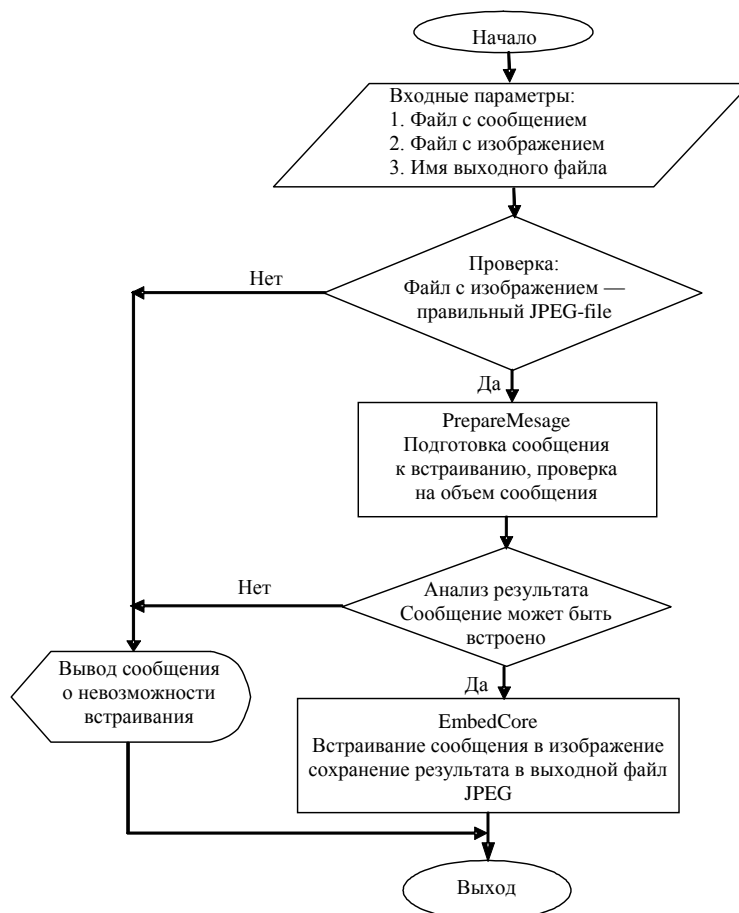 Начало
Входные параметры:
1. Файл с сообщением
2. Файл с изображением
3. Имя выходного файла
Проверка:
Файл с изображением —
правильный JPEG-file
Нет
Да
PrepareMesage
Подготовка сообщения
к встраиванию, проверка
на объем сообщения
Анализ результата
Сообщение может быть
встроено
Нет
Да
Вывод сообщения
о невозможности
встраивания
EmbedCore
Встраивание сообщения в изображение
сохранение результата в выходной файл
JPEG
Выход